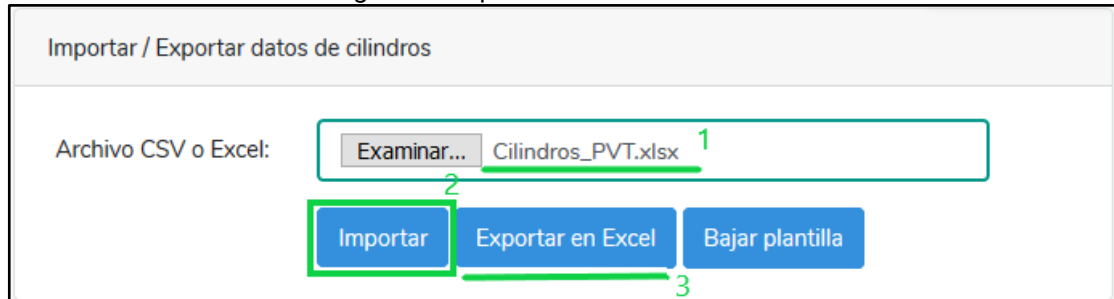 Importar / Exportar datos de cilindros
Archivo CSV o Excel: Examinar... Cilindros_PVT.xlsx 1
2
Importar Exportar en Excel Bajar plantilla
3